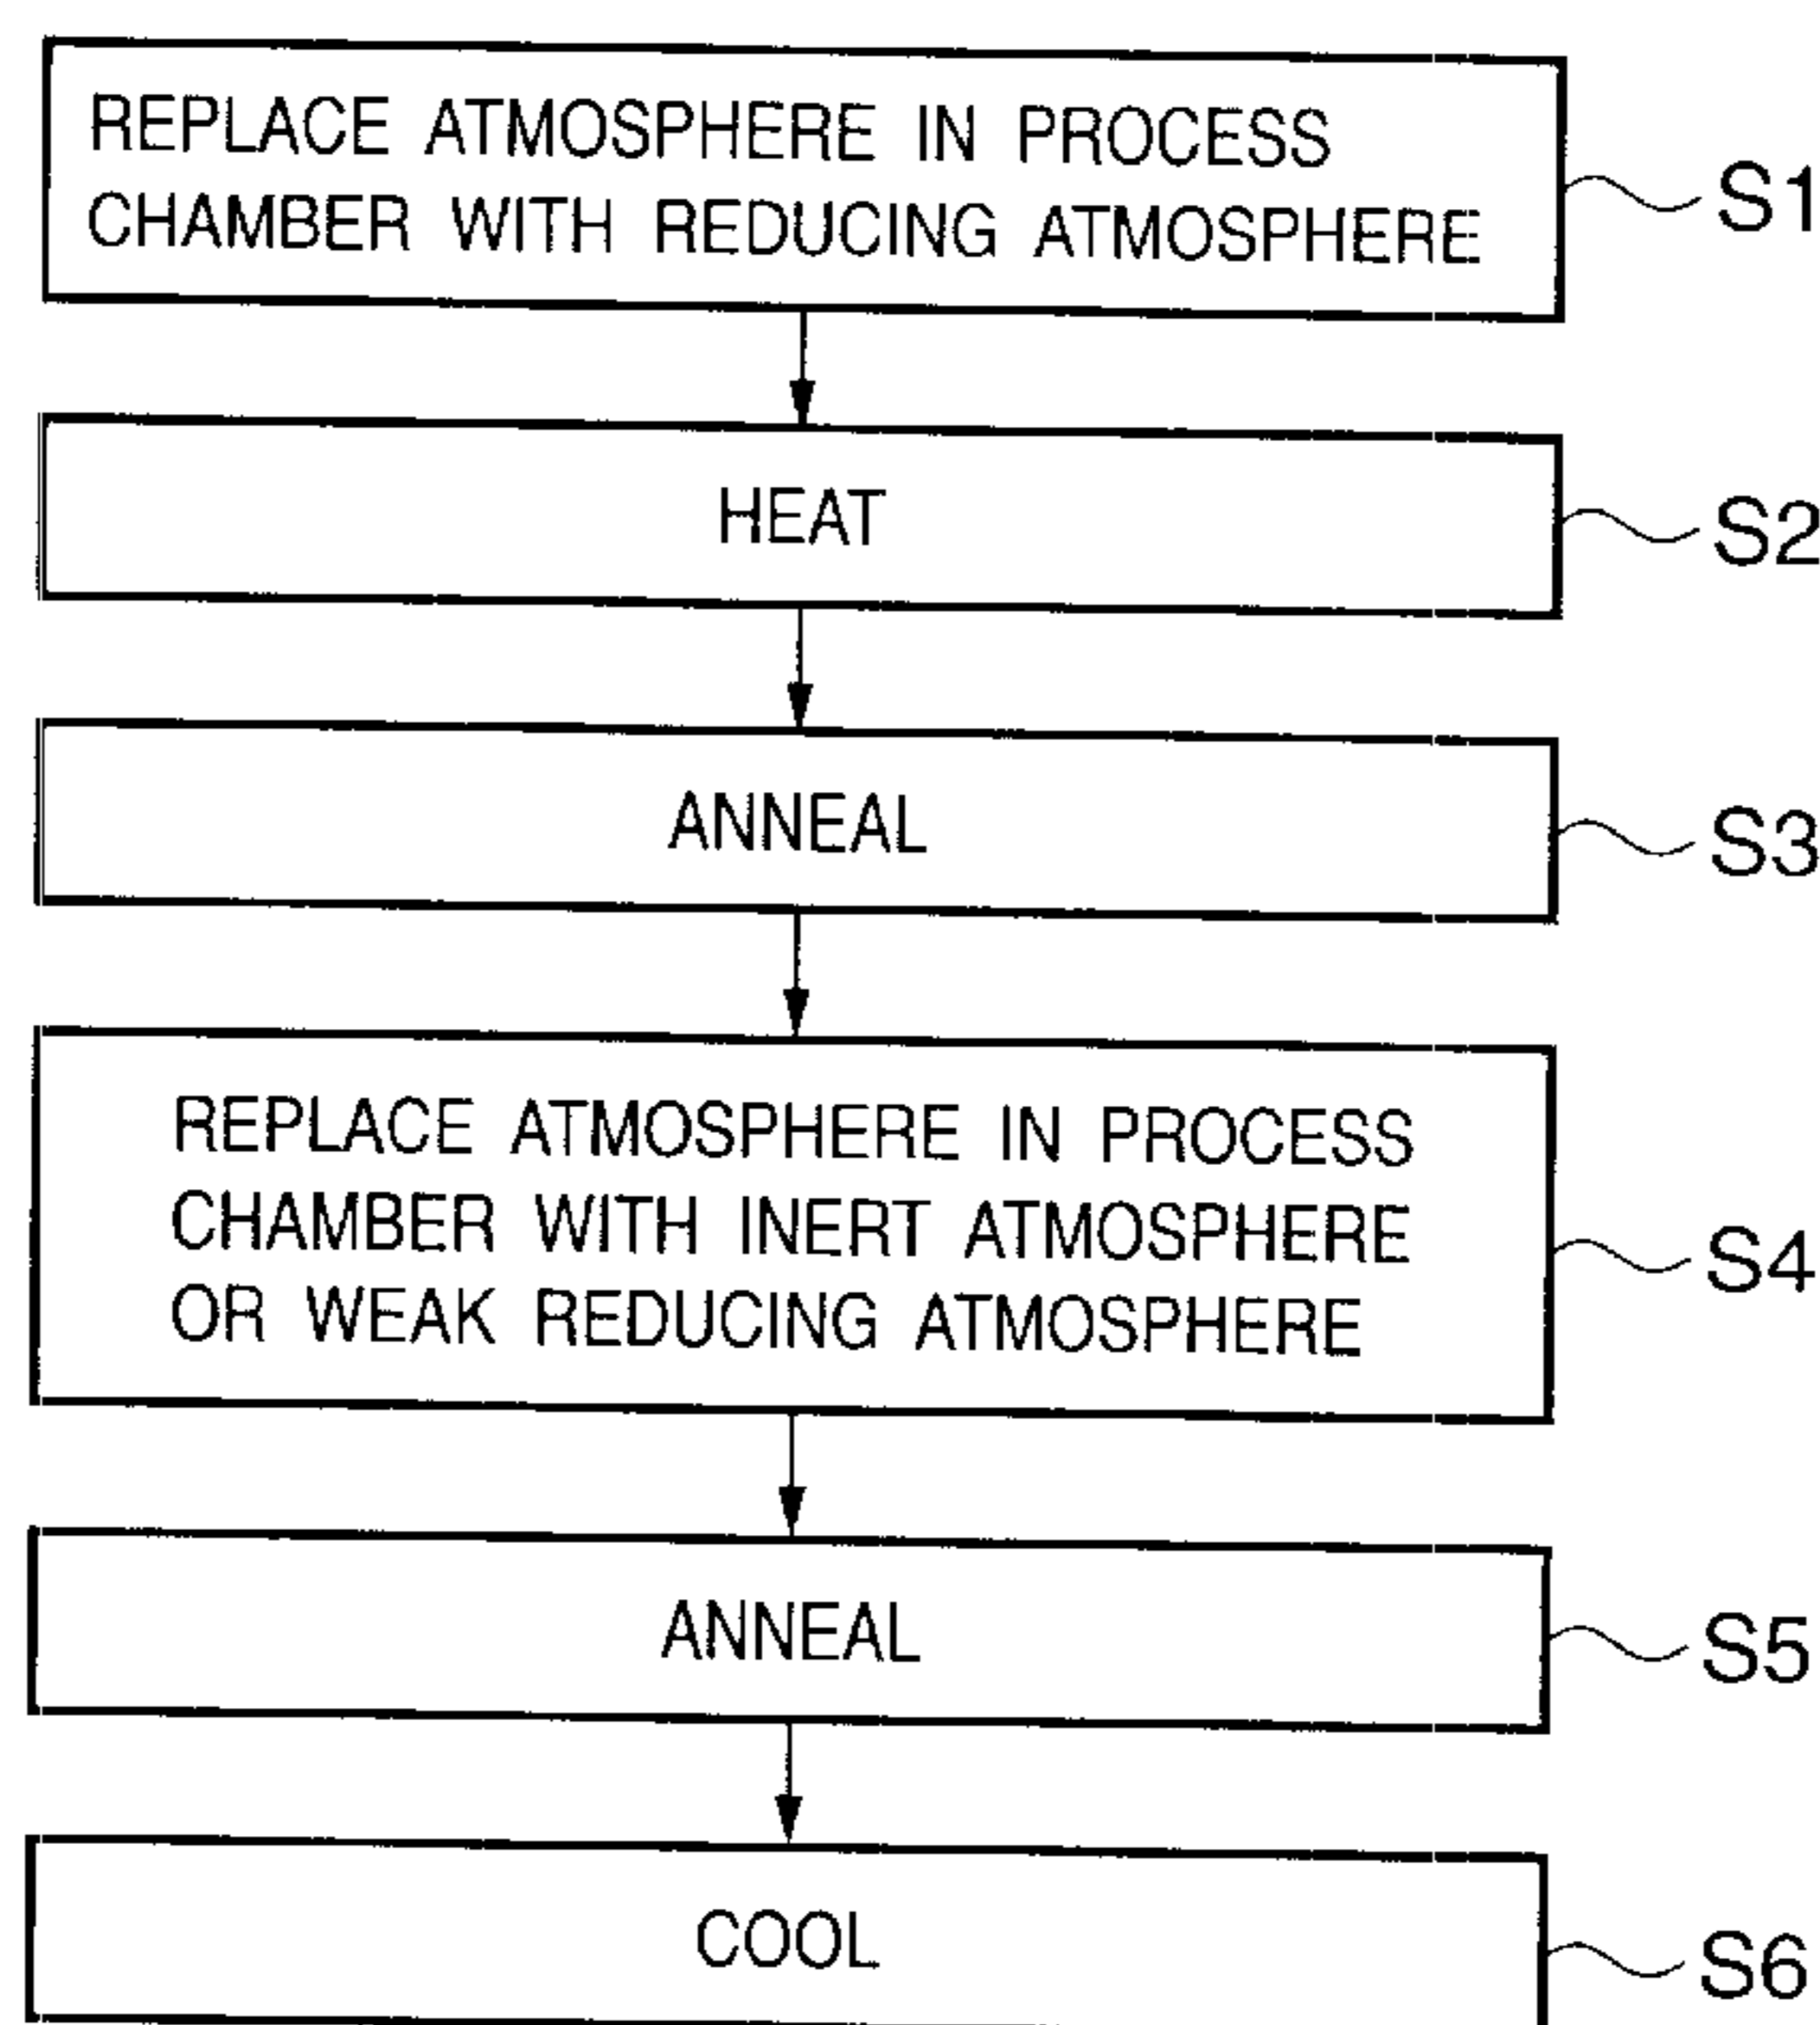 REPLACE ATMOSPHERE IN PROCESS
CHAMBER WITH REDUCING ATMOSPHERE
S1
HEAT
S2
ANNEAL
S3
REPLACE ATMOSPHERE IN PROCESS
CHAMBER WITH INERT ATMOSPHERE
OR WEAK REDUCING ATMOSPHERE
S4
ANNEAL
S5
COOL
S6